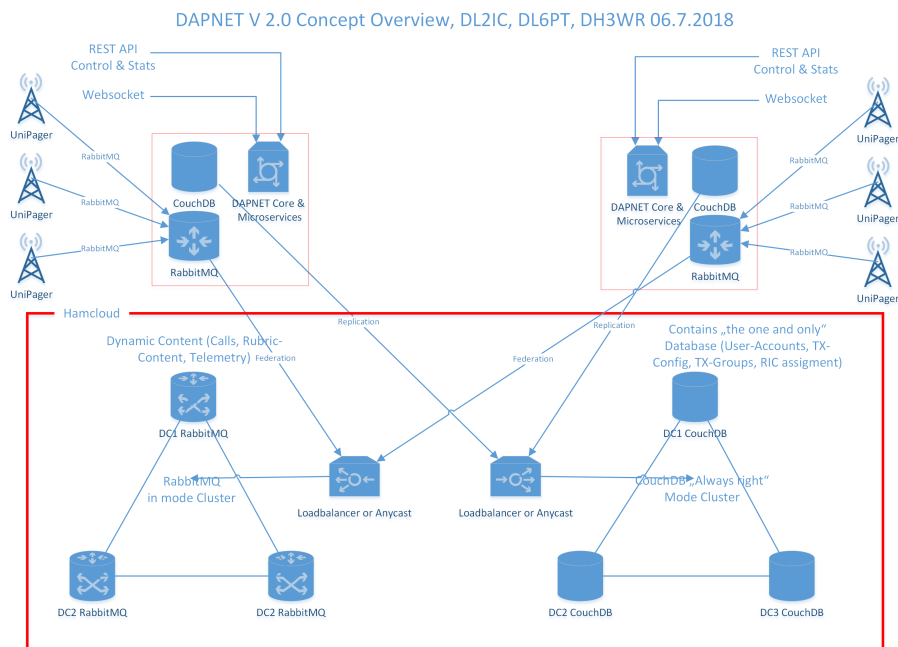 DAPNET V 2.0 Concept Overview, DL2IC, DL6PT, DH3WR 06.7.2018
REST API
Control & Stats
Websocket
REST API
Control & Stats
Websocket
UniPager
UniPager
UniPager
RabbitMQ
RabbitMQ
RabbitMQ
CouchDB
DAPNET Core &
Microservices
RabbitMQ
DAPNET Core &
Microservices
CouchDB
RabbitMQ
RabbitMQ
RabbitMQ
RabbitMQ
UniPager
UniPager
UniPager
Hamcloud
Replication
Replication
Federation
Federation
Dynamic Content (Calls, Rubric-
Content, Telemetry)
Contains „the one and only“
Database (User-Accounts, TX-
Config, TX-Groups, RIC assigment)
DC1 RabbitMQ
DC1 CouchDB
RabbitMQ
in mode Cluster
Loadbalancer or Anycast
Loadbalancer or Anycast
CouchDB „Always right“
Mode Cluster
DC2 RabbitMQ
DC2 RabbitMQ
DC2 CouchDB
DC3 CouchDB